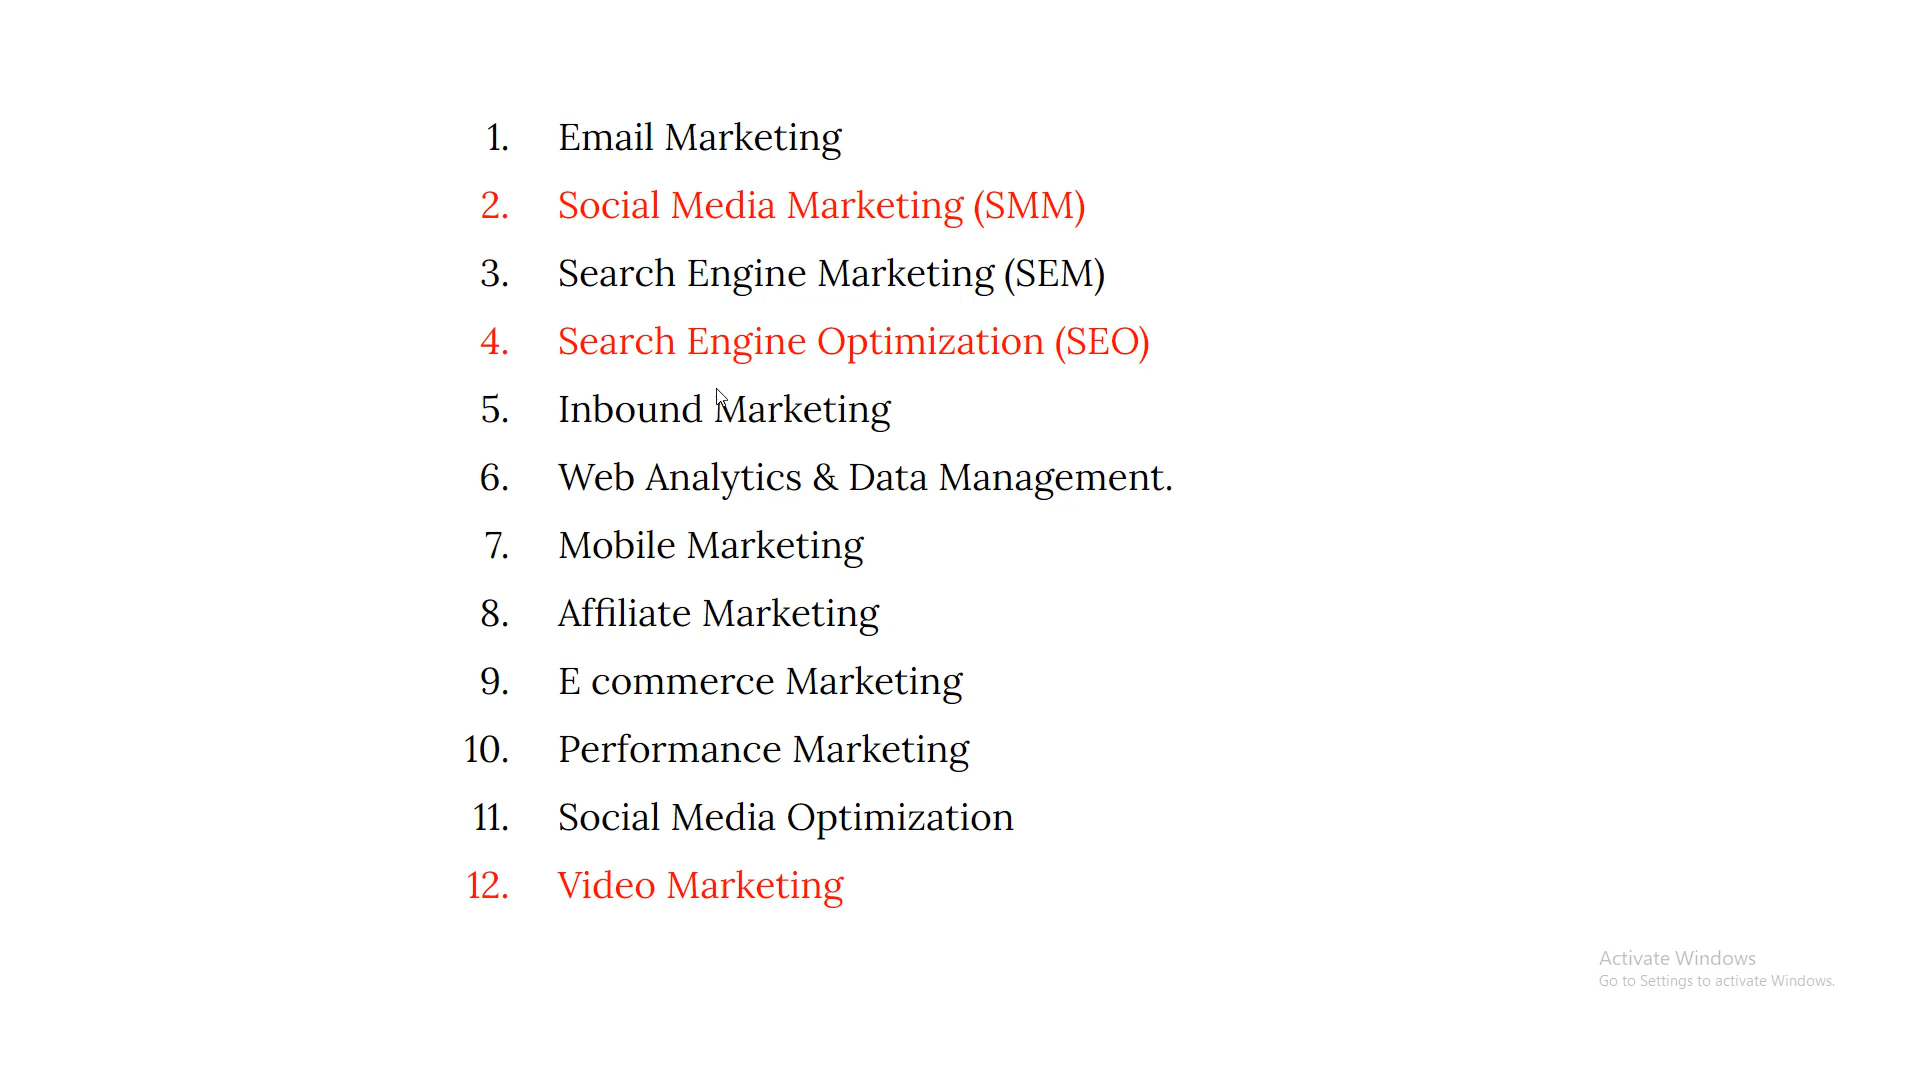 1. Email Marketing
2. Social Media Marketing (SMM)
3. Search Engine Marketing (SEM)
4. Search Engine Optimization (SEO)
5. Inbound Marketing
6. Web Analytics & Data Management.
7. Mobile Marketing
8. Affiliate Marketing
9. E commerce Marketing
10. Performance Marketing
11. Social Media Optimization
12. Video Marketing
Activate Windows
Go to Settings to activate Windows.